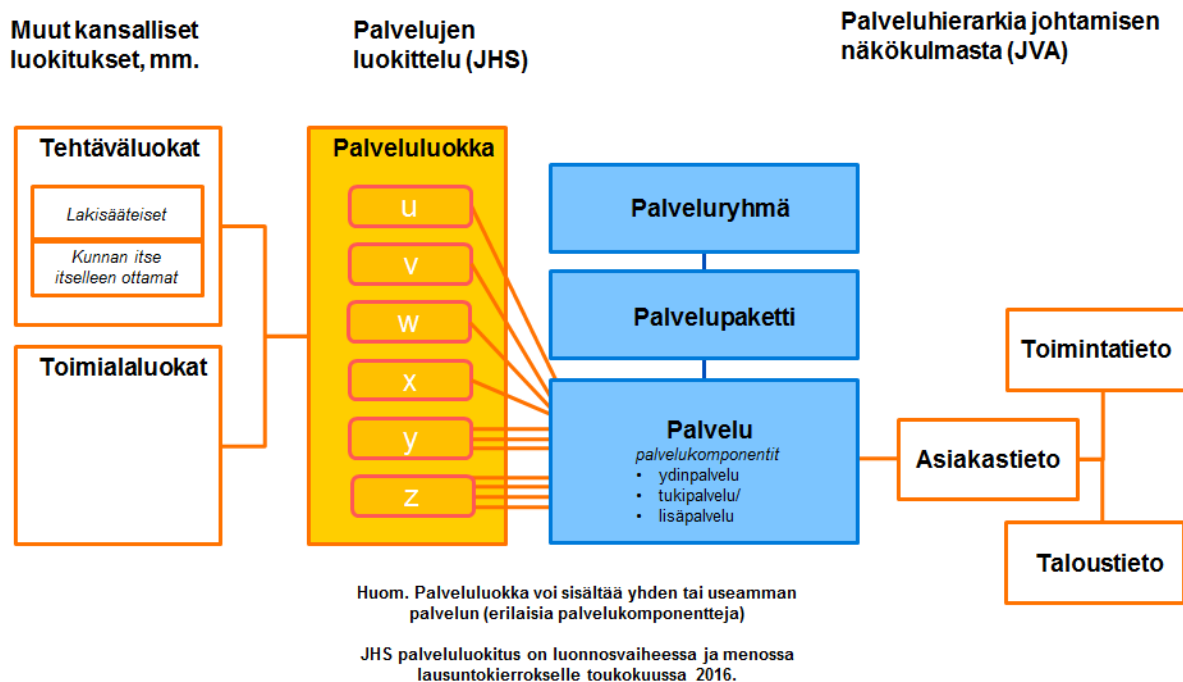 Muut kansalliset
luokitukset, mm.
Palvelujen
luokittelu (JHS)
Palveluhierarkia johtamisen
näkökulmasta (JVA)
Tehtäväluokat
Lakisääteiset
Kunnan itse
itselleen ottamat
Toimialaluokat
Palveluluokka
u
v
w
x
y
z
Palveluryhmä
Palvelupaketti
Palvelu
palvelukomponentit
• ydinpalvelu
• tukipalvelu/
• lisäpalvelu
Asiakastieto
Toimintatieto
Taloustieto
Huom. Palveluluokka voi sisältää yhden tai useamman
palvelun (erilaisia palvelukomponentteja)
JHS palveluluokitus on luonnosvaiheessa ja menossa
lausuntokierrokselle toukokuussa 2016.